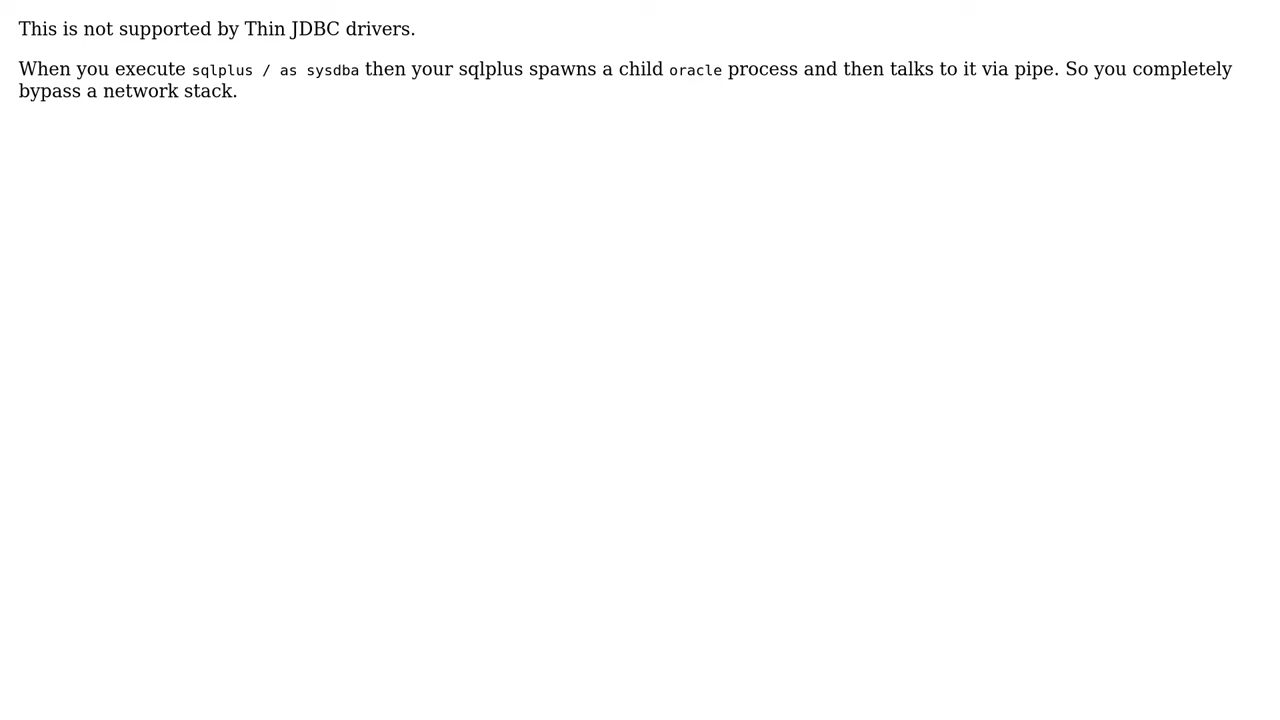 This is not supported by Thin JDBC drivers.
When you execute sqlplus / as sysdba then your sqlplus spawns a child oracle process and then talks to it via pipe. So you completely
bypass a network stack.